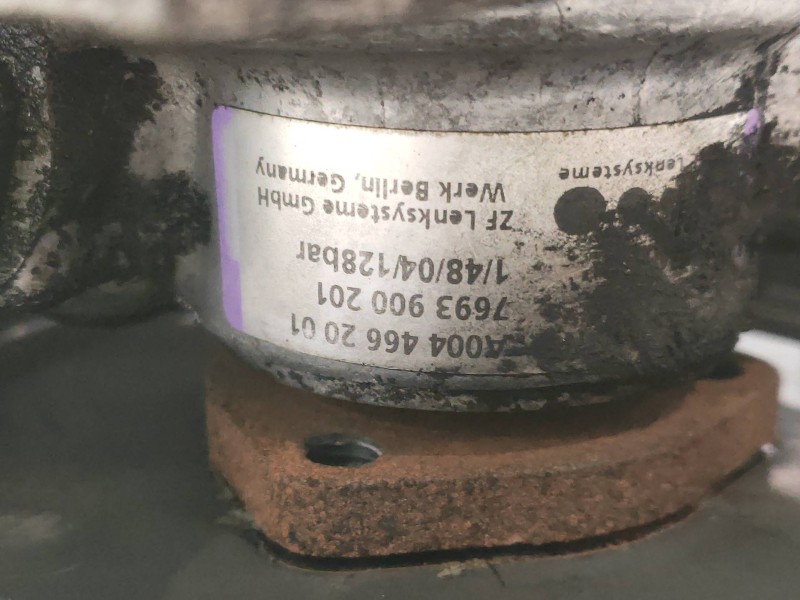 A004 466 20 01
7693 900 201
1/48/04/128bar
ZF Lenksysteme GmbH
Werk Berlin, Germany
Lenksysteme